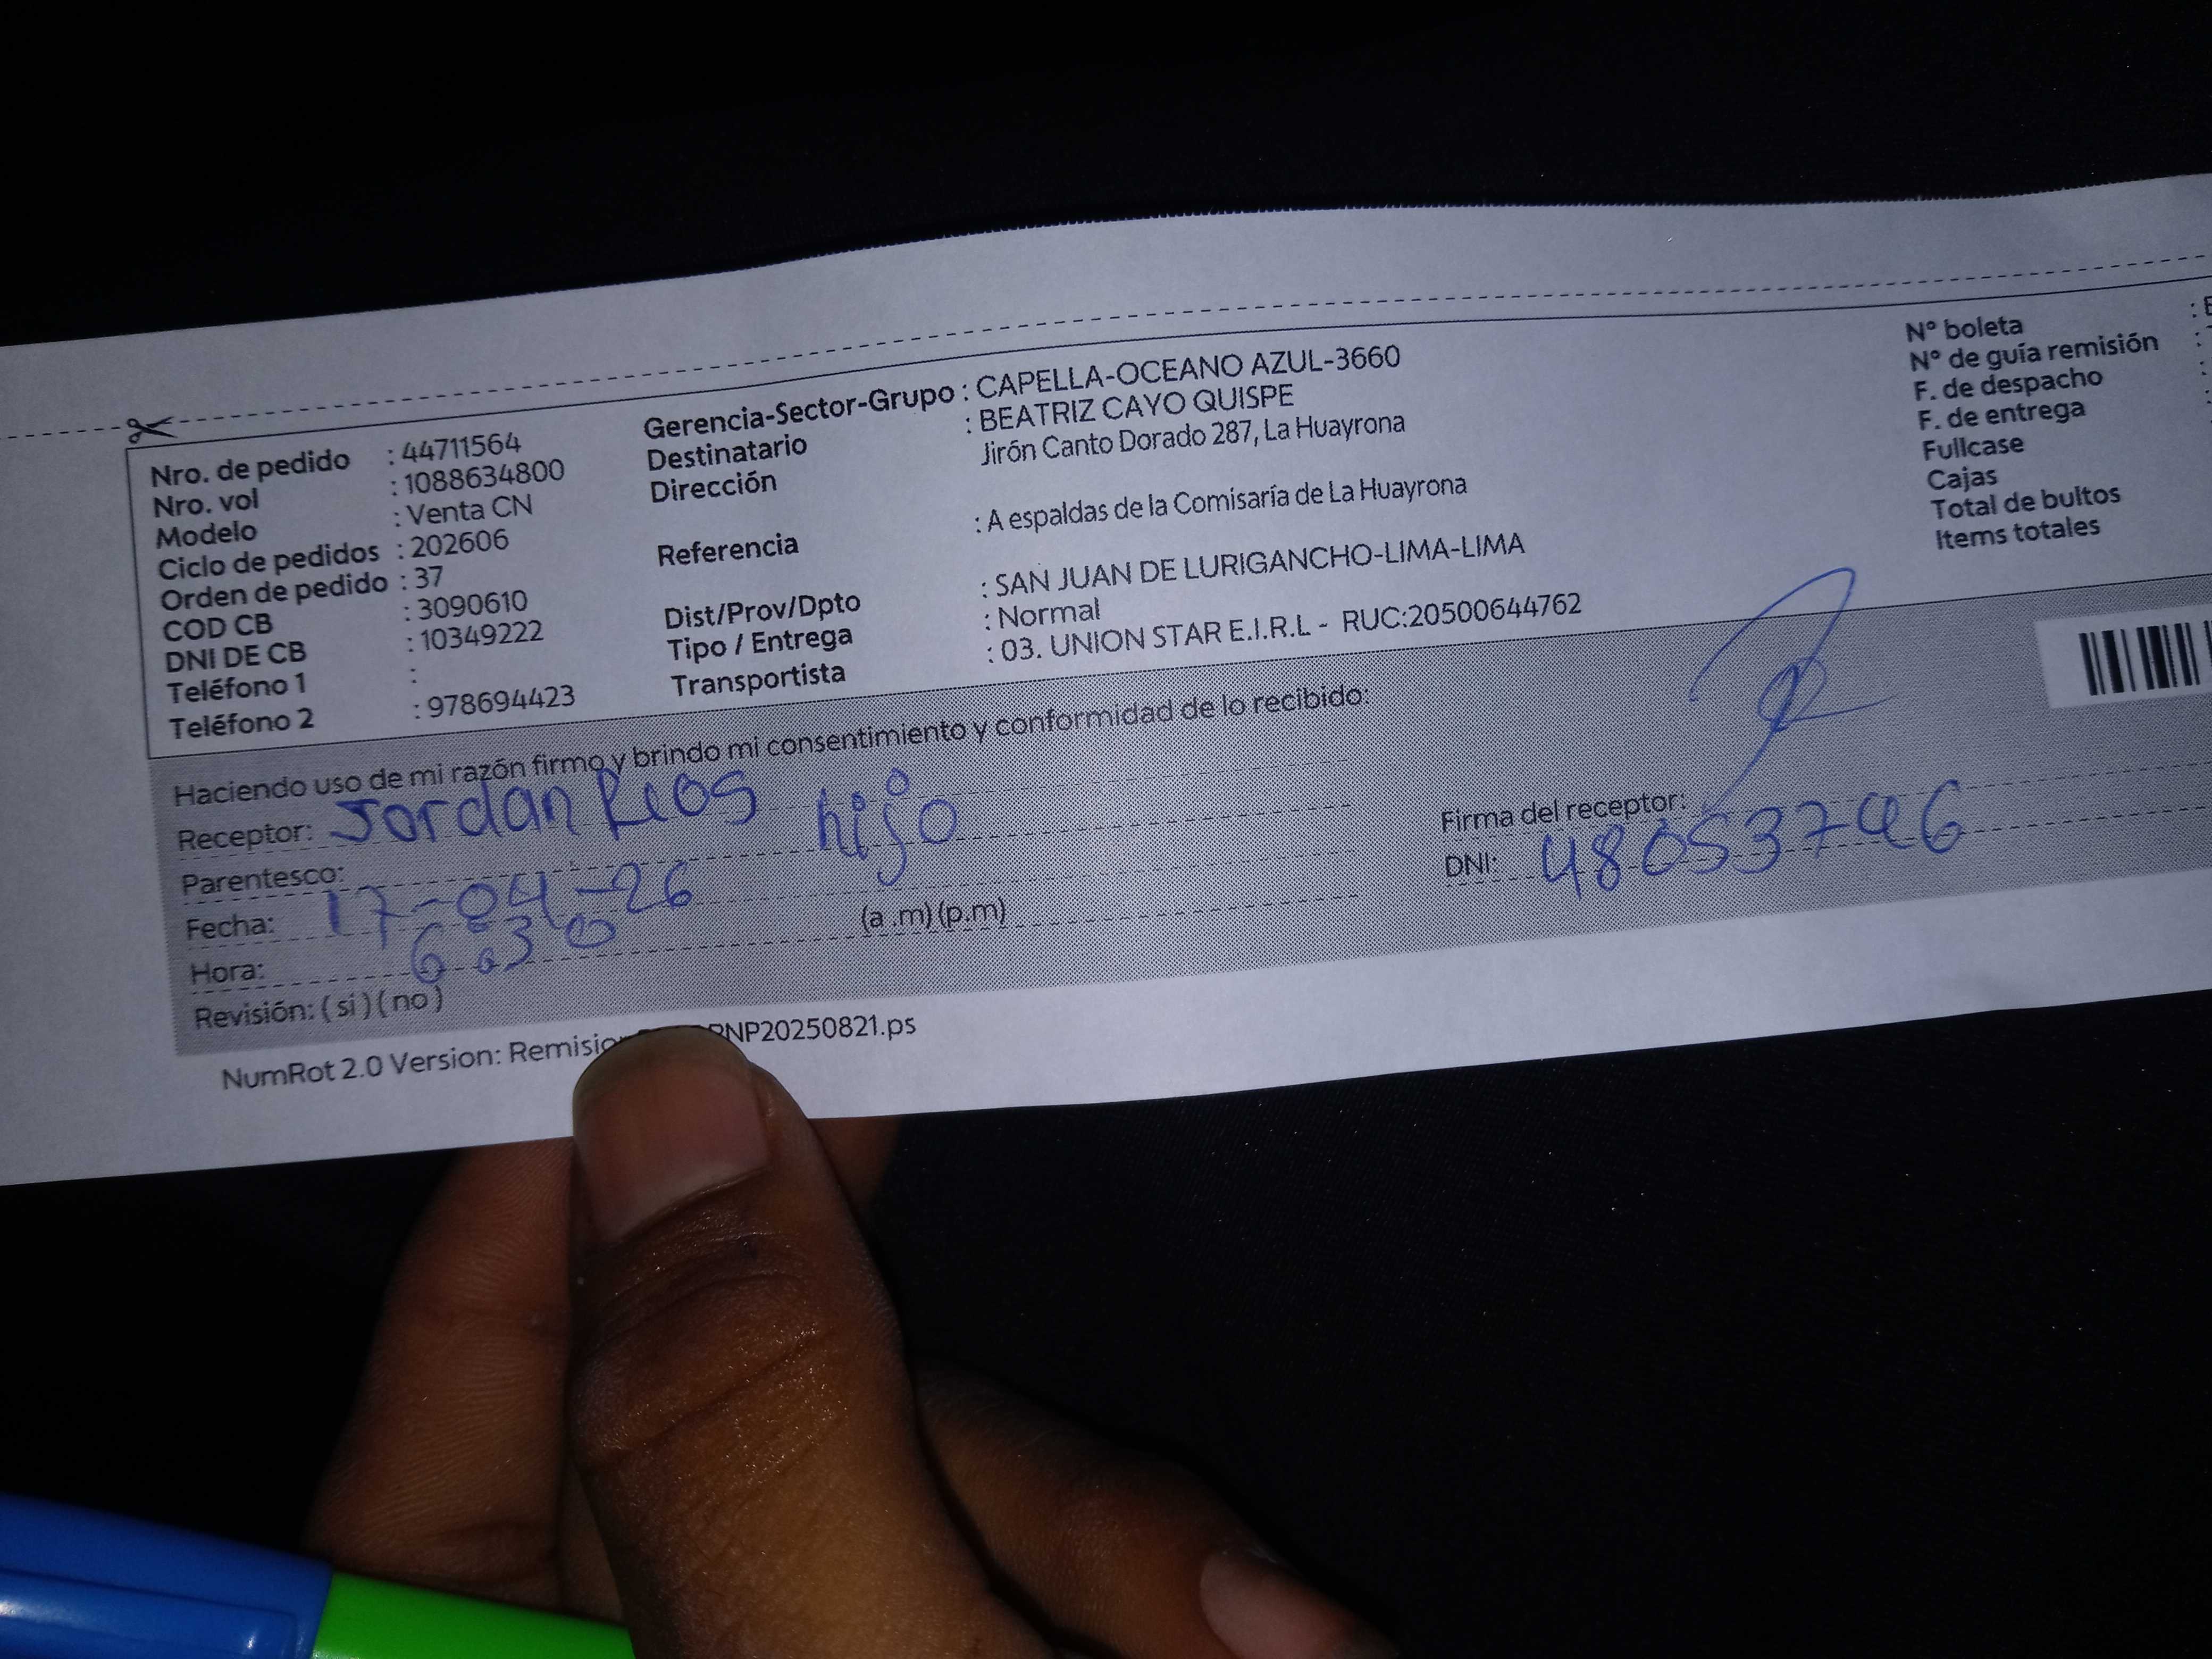 Nro. de pedido : 44711564
Nro. vol : 1088634800
Modelo : Venta CN
Ciclo de pedidos : 202606
Orden de pedido : 37
COD CB : 3090610
DNI DE CB : 10349222
Teléfono 1 :
Teléfono 2 : 978694423
Gerencia-Sector-Grupo : CAPELLA-OCEANO AZUL-3660
Destinatario : BEATRIZ CAYO QUISPE
Dirección Jirón Canto Dorado 287, La Huayrona
Referencia : A espaldas de la Comisaría de La Huayrona
Dist/Prov/Dpto : SAN JUAN DE LURIGANCHO-LIMA-LIMA
Tipo / Entrega : Normal
Transportista : 03. UNION STAR E.I.R.L - RUC:20500644762
N° boleta :
N° de guía remisión :
F. de despacho :
F. de entrega :
Fullcase
Cajas
Total de bultos
Items totales
Haciendo uso de mi razón firmo y brindo mi consentimiento y conformidad de lo recibido:
Receptor: Jordan Rios
Parentesco: hijo
Fecha: 17-04-26
Hora: 6:30 (a .m) (p.m)
Revisión: ( si ) ( no )
Firma del receptor:
DNI: 48053746
NumRot 2.0 Version: NP20250821.ps